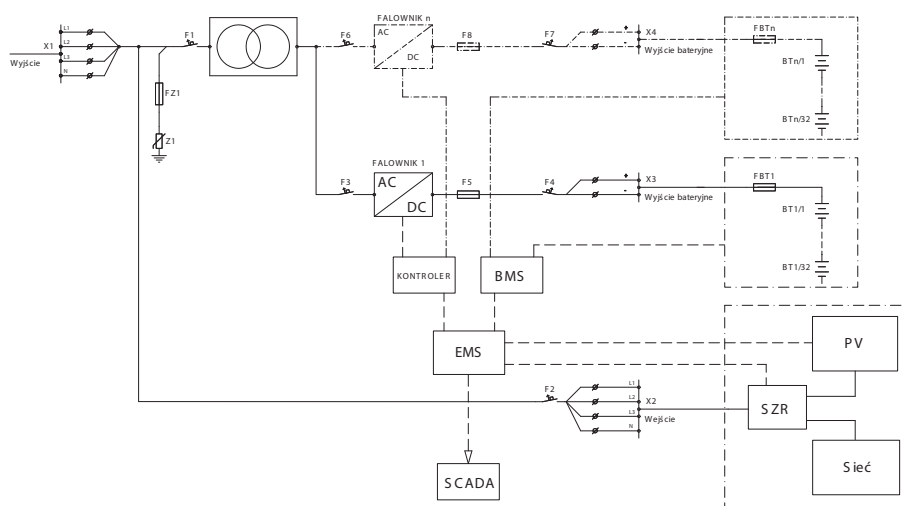 L1
X1
L2
L3
N
Wyjście
F1
FZ1
Z1
F6
FALOWNIK n
AC
DC
F8
F7
+
-
X4
Wyjście bateryjne
FBTn
BTn/1
BTn/32
F3
FALOWNIK 1
AC
DC
F5
F4
+
-
X3
Wyjście bateryjne
FBT1
BT1/1
BT1/32
KONTROLER
BMS
EMS
SCADA
F2
L1
L2
L3
N
X2
Wejście
SZR
PV
Sieć